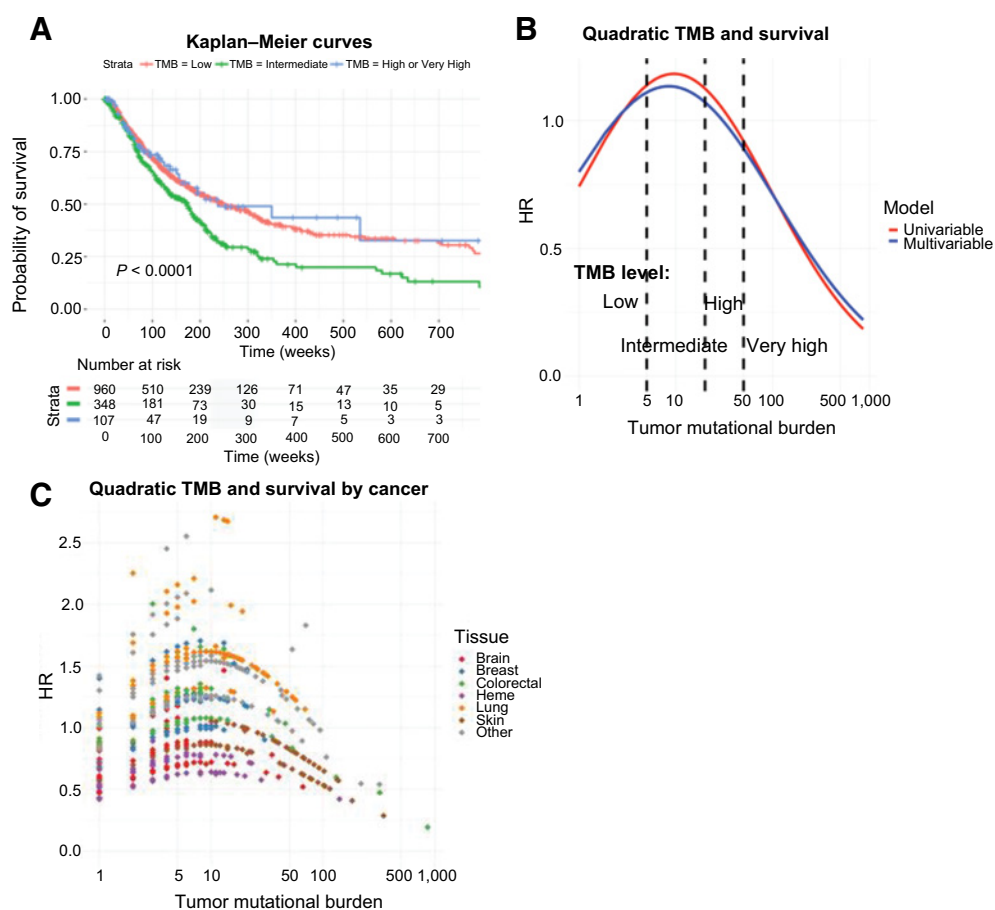 A
Kaplan–Meier curves
Strata TMB = Low TMB = Intermediate TMB = High or Very High
Probability of survival
1.00
0.75
0.50
0.25
0.00
P < 0.0001
0 100 200 300 400 500 600 700
Time (weeks)
Number at risk
Strata
960 510 239 126 71 47 35 29
348 181 73 30 15 13 10 5
107 47 19 9 7 5 3 3
0 100 200 300 400 500 600 700
Time (weeks)
B
Quadratic TMB and survival
HR
1.0
0.5
0.0
TMB level:
Low
High
Intermediate
Very high
1 5 10 50 100 500 1,000
Tumor mutational burden
Model
Univariable
Multivariable
C
Quadratic TMB and survival by cancer
HR
2.5
2.0
1.5
1.0
0.5
0.0
1 5 10 50 100 500 1,000
Tumor mutational burden
Tissue
Brain
Breast
Colorectal
Heme
Lung
Skin
Other